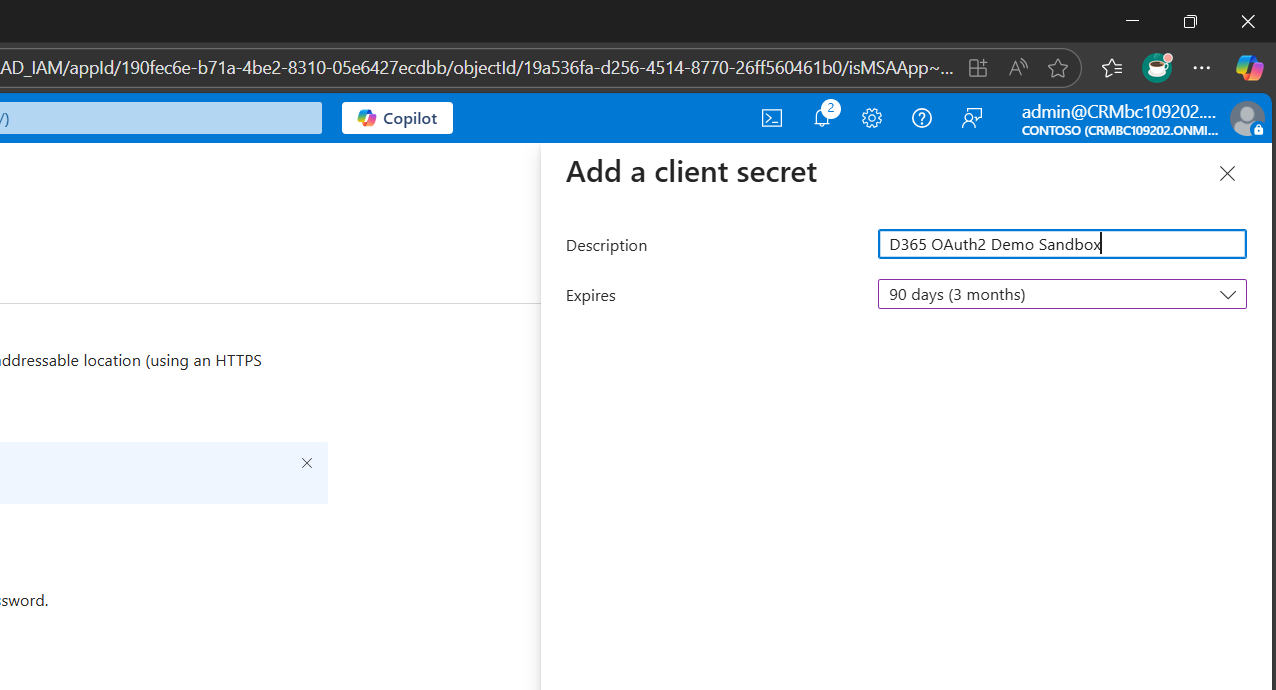 AD_IAM/appId/190fec6e-b71a-4be2-8310-05e6427ecdbb/objectId/19a536fa-d256-4514-8770-26ff560461b0/isMSAApp~...
/)
Copilot
2
admin@CRMbc109202....
CONTOSO (CRMBC109202.ONMI...
Add a client secret
Description
D365 OAuth2 Demo Sandbox
Expires
90 days (3 months)
addressable location (using an HTTPS
ssword.